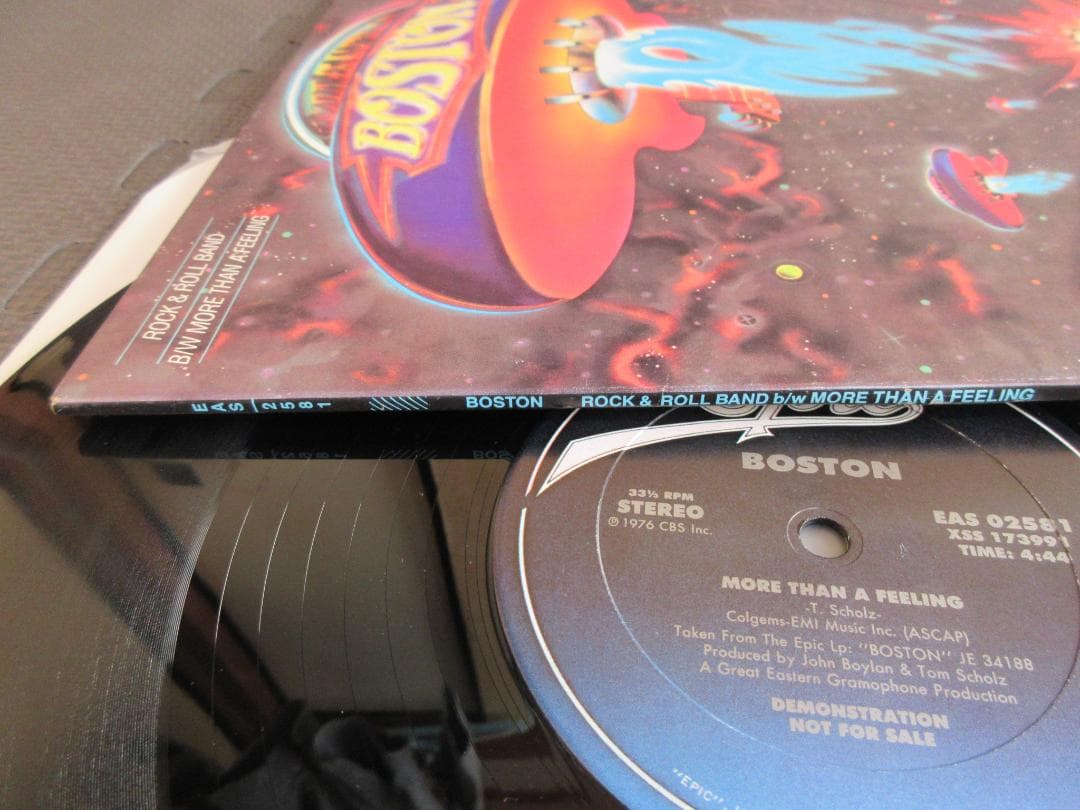 BOSTON
ROCK & ROLL BAND
B/W MORE THAN A FEELING
EAS 2581 BOSTON ROCK & ROLL BAND b/w MORE THAN A FEELING
Epic
BOSTON
33⅓ RPM
STEREO
℗ 1976 CBS Inc.
EAS 02581
XSS 173991
TIME: 4:44
MORE THAN A FEELING
-T. Scholz-
Colgems-EMI Music Inc. (ASCAP)
Taken From The Epic Lp: "BOSTON" JE 34188
Produced by John Boylan & Tom Scholz
A Great Eastern Gramophone Production
DEMONSTRATION
NOT FOR SALE
"EPIC"